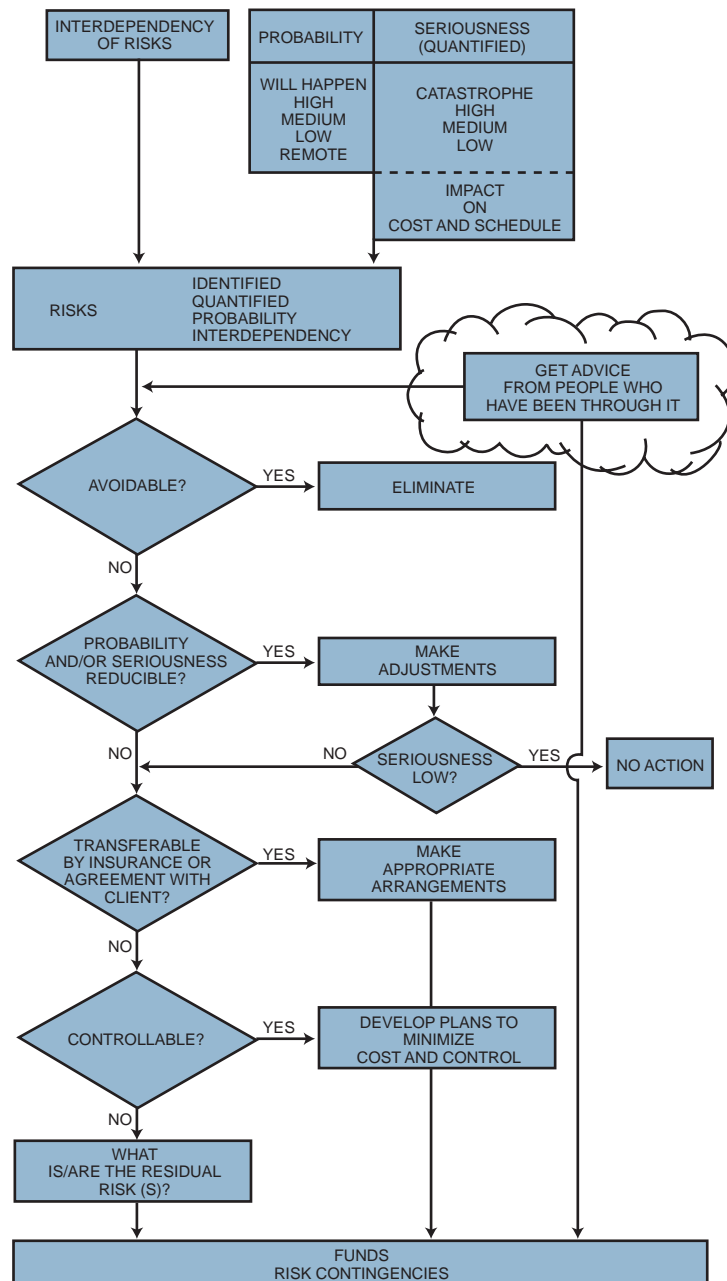 INTERDEPENDENCY
OF RISKS
PROBABILITY
SERIOUSNESS
(QUANTIFIED)
WILL HAPPEN
HIGH
MEDIUM
LOW
REMOTE
CATASTROPHE
HIGH
MEDIUM
LOW
IMPACT
ON
COST AND SCHEDULE
RISKS
IDENTIFIED
QUANTIFIED
PROBABILITY
INTERDEPENDENCY
GET ADVICE
FROM PEOPLE WHO
HAVE BEEN THROUGH IT
AVOIDABLE?
YES
ELIMINATE
NO
PROBABILITY
AND/OR SERIOUSNESS
REDUCIBLE?
YES
MAKE
ADJUSTMENTS
NO
NO
SERIOUSNESS
LOW?
YES
NO ACTION
TRANSFERABLE
BY INSURANCE OR
AGREEMENT WITH
CLIENT?
YES
MAKE
APPROPRIATE
ARRANGEMENTS
NO
CONTROLLABLE?
YES
DEVELOP PLANS TO
MINIMIZE
COST AND CONTROL
NO
WHAT
IS/ARE THE RESIDUAL
RISK (S)?
FUNDS
RISK CONTINGENCIES